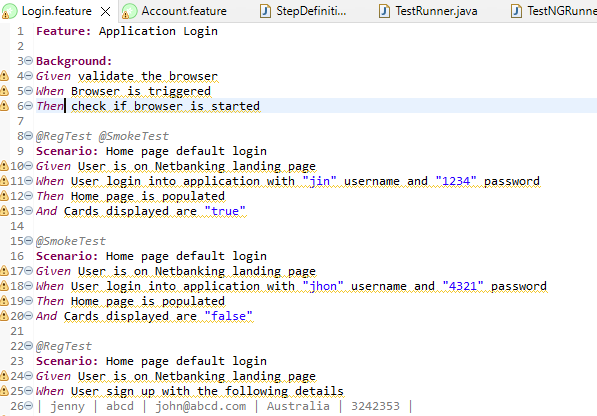 Login.feature Account.feature StepDefiniti... TestRunner.java TestNGRunne
1 Feature: Application Login
2
3 Background:
4 Given validate the browser
5 When Browser is triggered
6 Then check if browser is started
7
8 @RegTest @SmokeTest
9 Scenario: Home page default login
10 Given User is on Netbanking landing page
11 When User login into application with "jin" username and "1234" password
12 Then Home page is populated
13 And Cards displayed are "true"
14
15 @SmokeTest
16 Scenario: Home page default login
17 Given User is on Netbanking landing page
18 When User login into application with "jhon" username and "4321" password
19 Then Home page is populated
20 And Cards displayed are "false"
21
22 @RegTest
23 Scenario: Home page default login
24 Given User is on Netbanking landing page
25 When User sign up with the following details
26 | jenny | abcd | john@abcd.com | Australia | 3242353 |